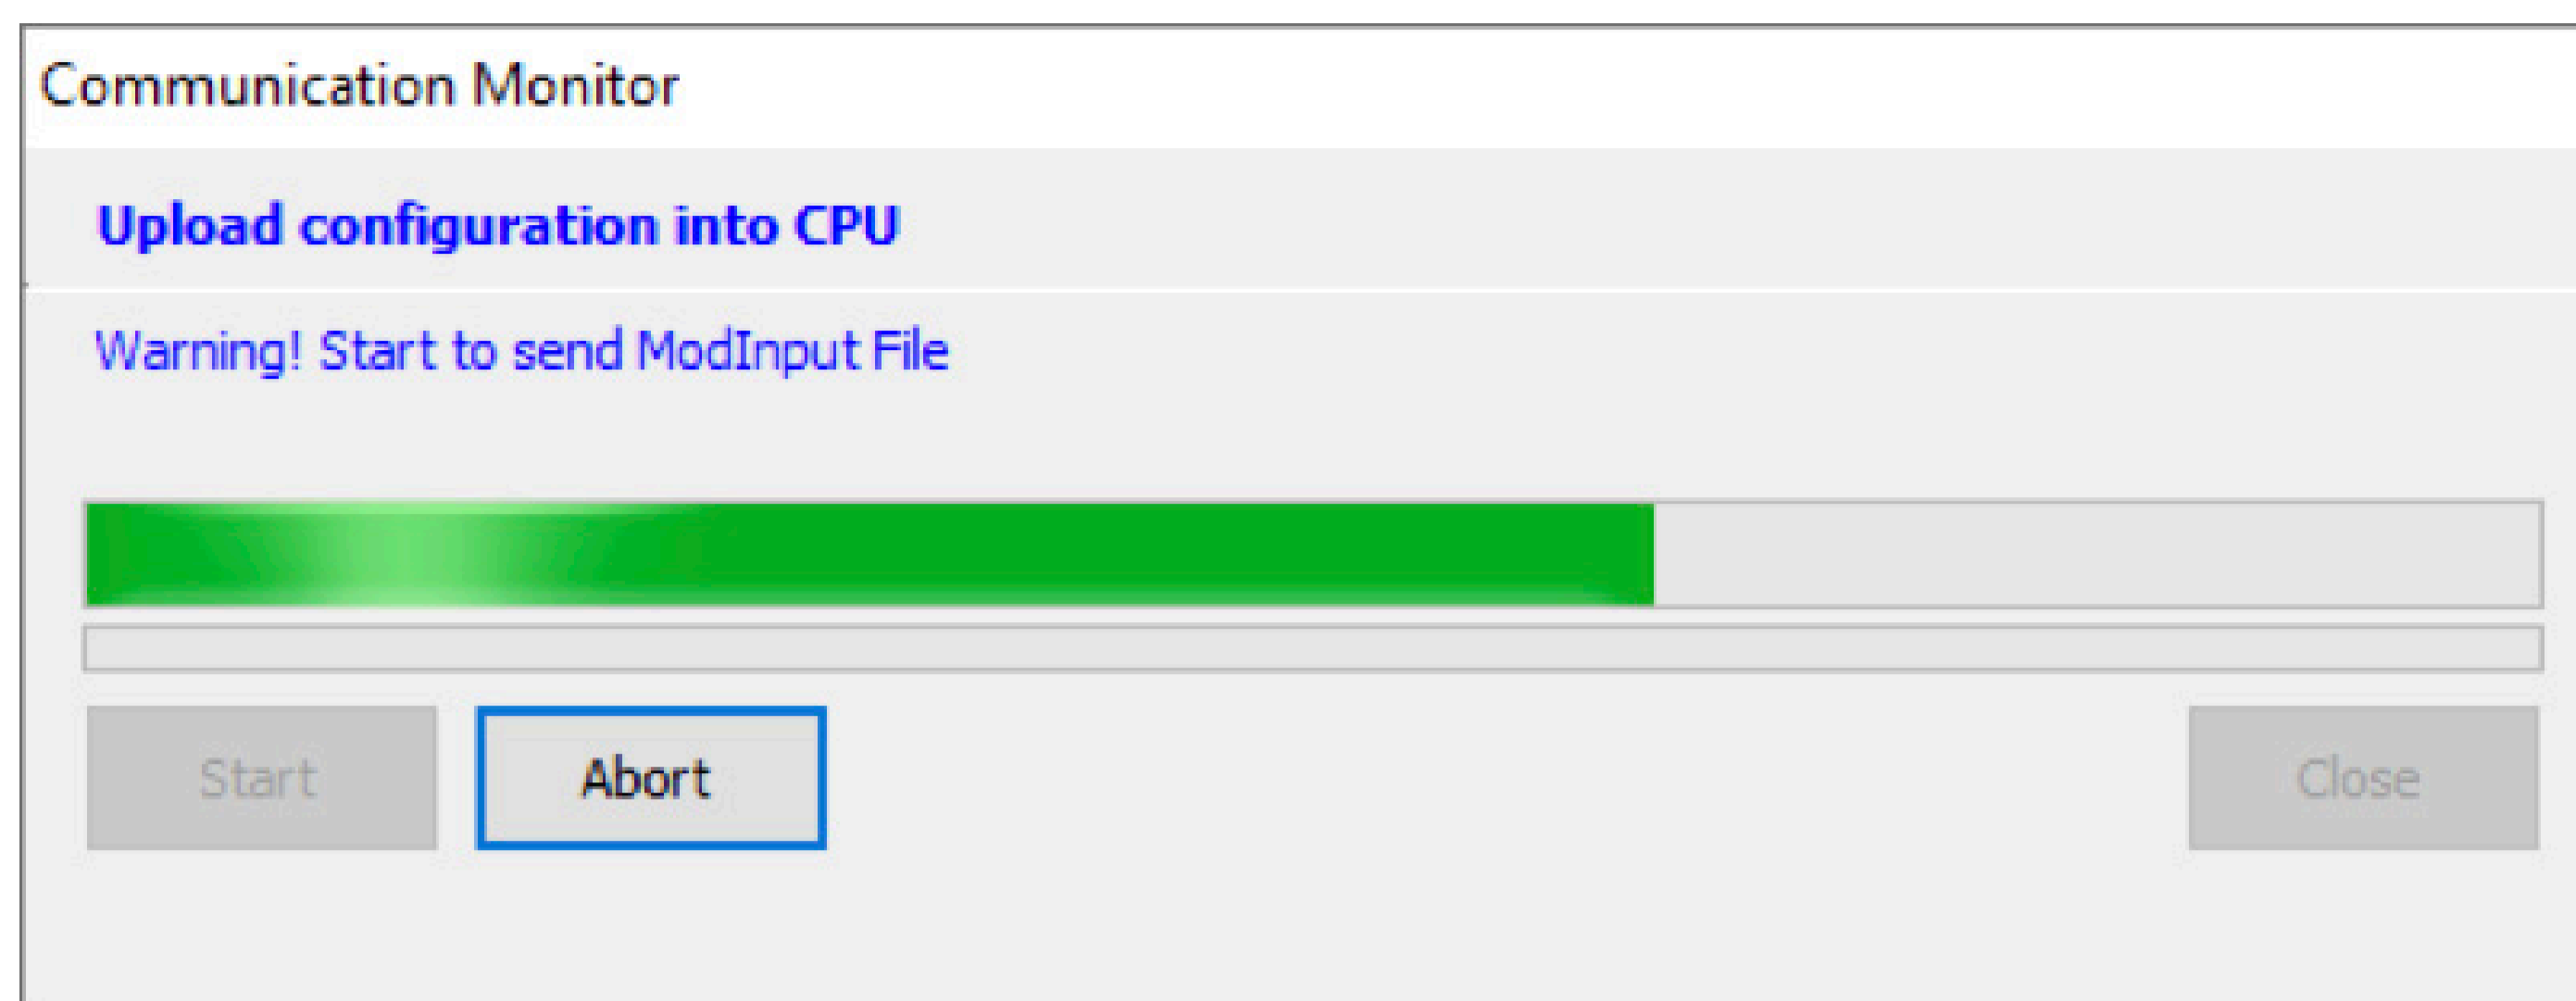 Communication Monitor
Upload configuration into CPU
Warning! Start to send ModInput File
Start
Abort
Close